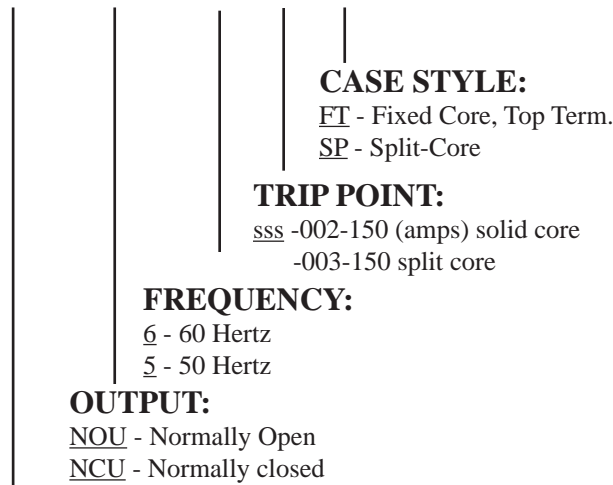 CASE STYLE:
FT - Fixed Core, Top Term.
SP - Split-Core
TRIP POINT:
sss -002-150 (amps) solid core
-003-150 split core
FREQUENCY:
6 - 60 Hertz
5 - 50 Hertz
OUTPUT:
NOU - Normally Open
NCU - Normally closed